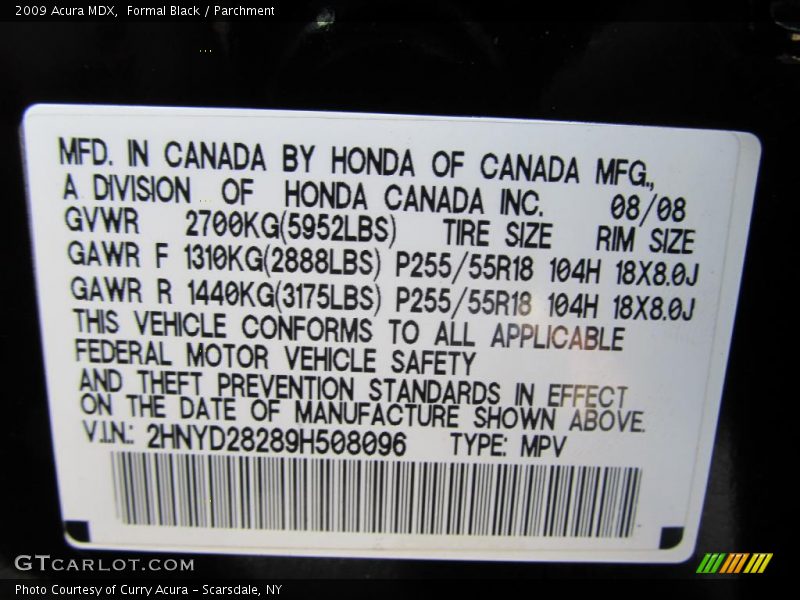 2009 Acura MDX,  Formal Black / Parchment
MFD. IN CANADA BY HONDA OF CANADA MFG.,
A DIVISION OF HONDA CANADA INC. 08/08
GVWR 2700KG(5952LBS) TIRE SIZE RIM SIZE
GAWR F 1310KG(2888LBS) P255/55R18 104H 18X8.0J
GAWR R 1440KG(3175LBS) P255/55R18 104H 18X8.0J
THIS VEHICLE CONFORMS TO ALL APPLICABLE
FEDERAL MOTOR VEHICLE SAFETY
AND THEFT PREVENTION STANDARDS IN EFFECT
ON THE DATE OF MANUFACTURE SHOWN ABOVE.
V.I.N.: 2HNYD28289H508096 TYPE: MPV
GTcarlot.com
Photo Courtesy of Curry Acura - Scarsdale, NY